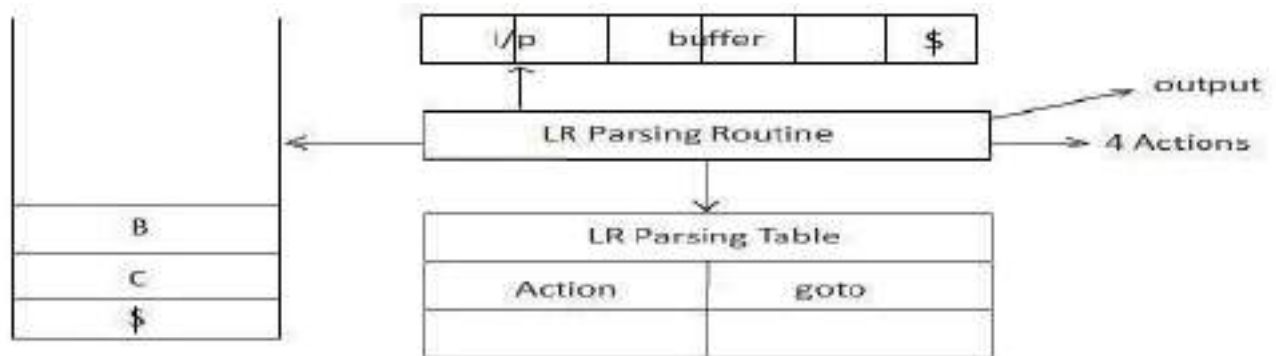 i/p buffer $
output
LR Parsing Routine
4 Actions
B
LR Parsing Table
C
Action goto
$